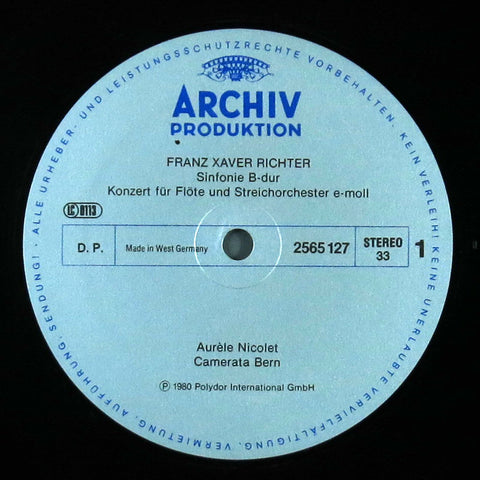 · ALLE URHEBER- UND LEISTUNGSSCHUTZRECHTE VORBEHALTEN. KEIN VERLEIH! KEINE UNERLAUBTE VERVIELFÄLTIGUNG, VERMIETUNG, AUFFÜHRUNG, SENDUNG!
ARCHIV
PRODUKTION
FRANZ XAVER RICHTER
Sinfonie B-dur
Konzert für Flöte und Streichorchester e-moll
LC 0113
D. P. Made in West Germany 2565 127 STEREO 33 1
Aurèle Nicolet
Camerata Bern
Ⓟ 1980 Polydor International GmbH